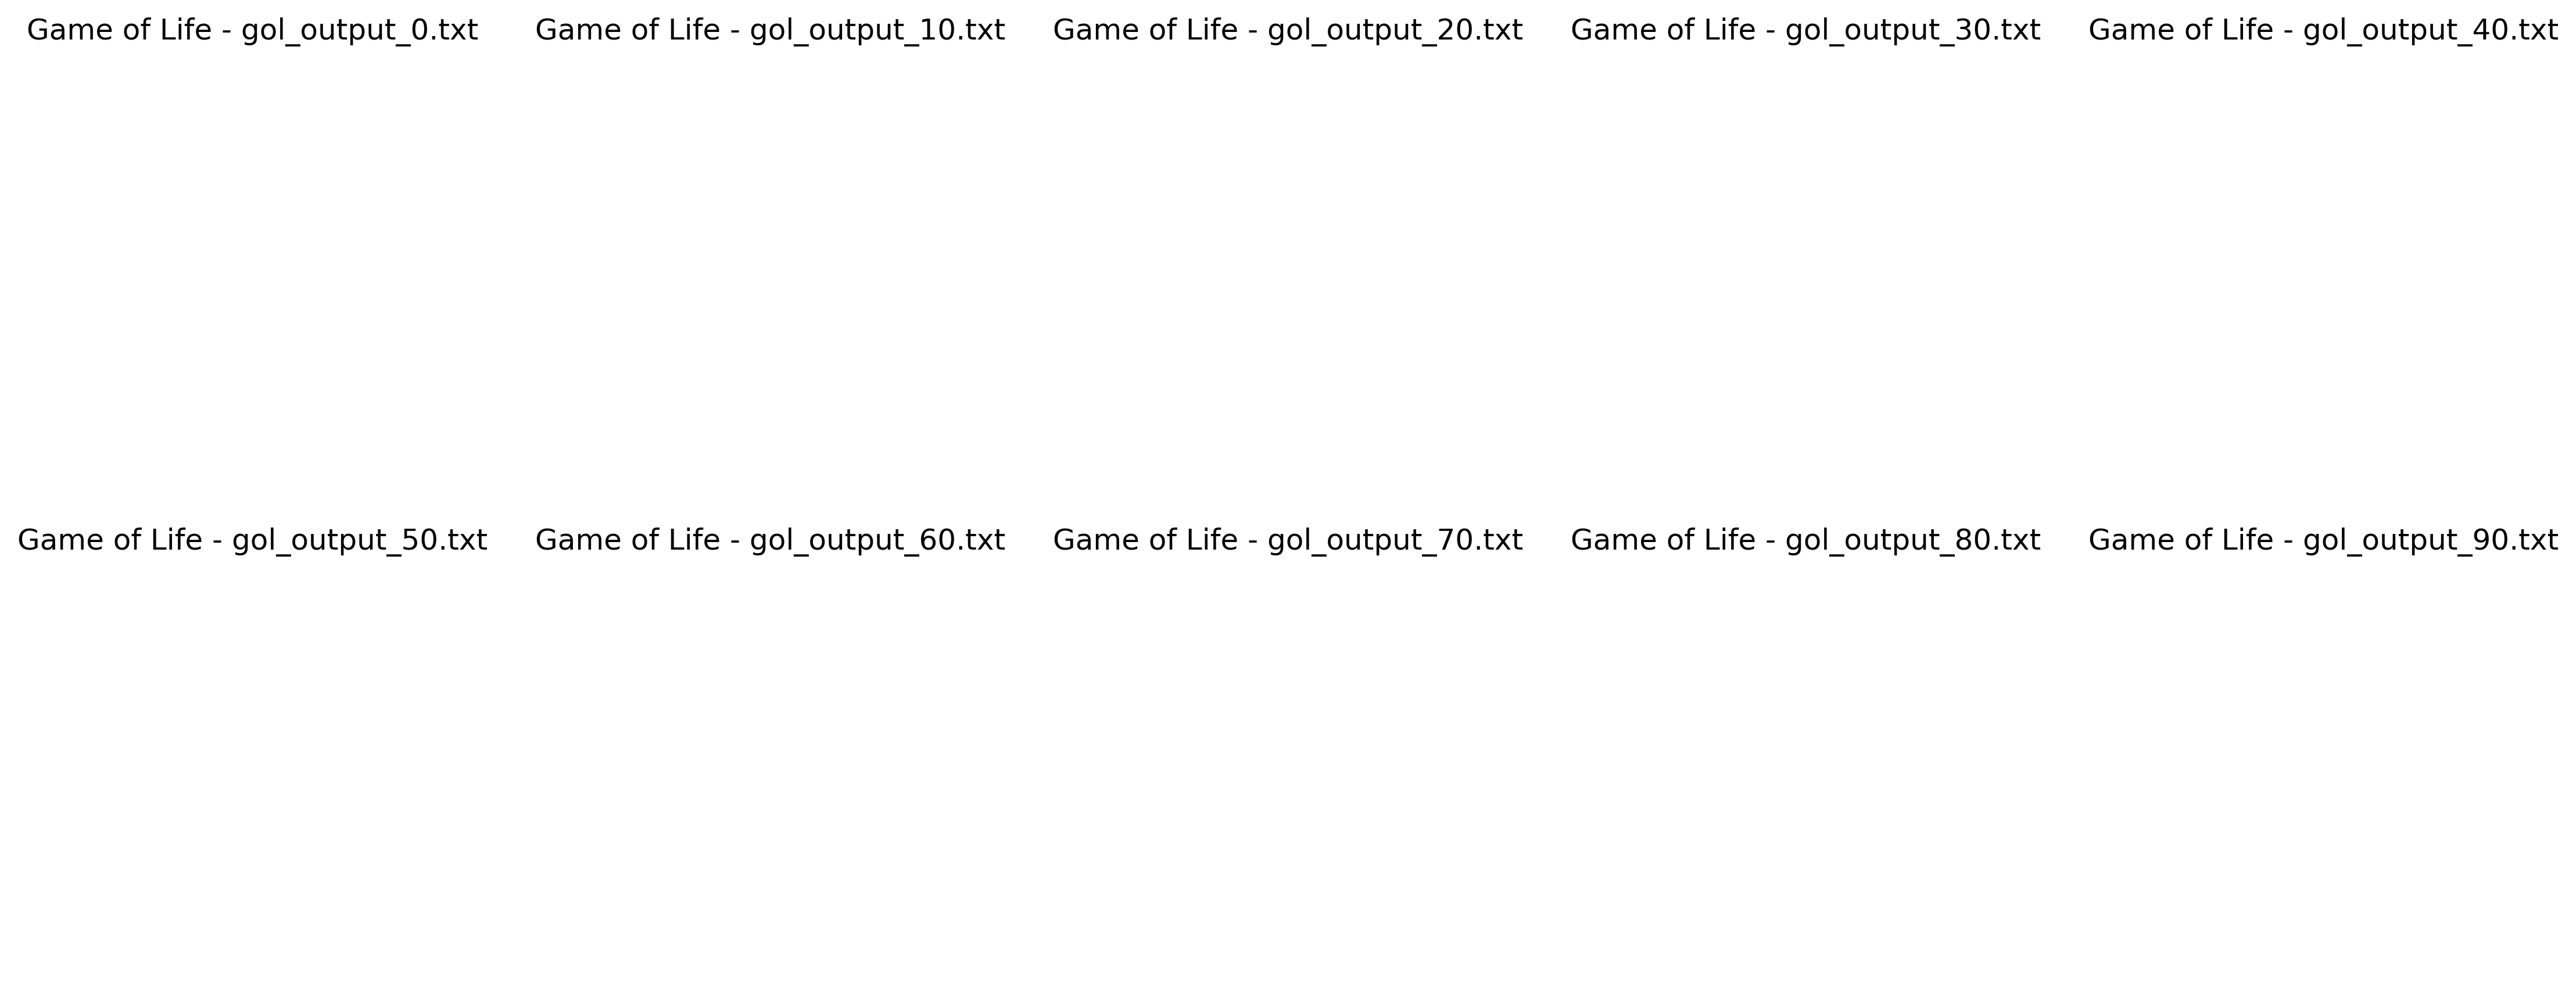 Game of Life - gol_output_0.txt
Game of Life - gol_output_10.txt
Game of Life - gol_output_20.txt
Game of Life - gol_output_30.txt
Game of Life - gol_output_40.txt
Game of Life - gol_output_50.txt
Game of Life - gol_output_60.txt
Game of Life - gol_output_70.txt
Game of Life - gol_output_80.txt
Game of Life - gol_output_90.txt